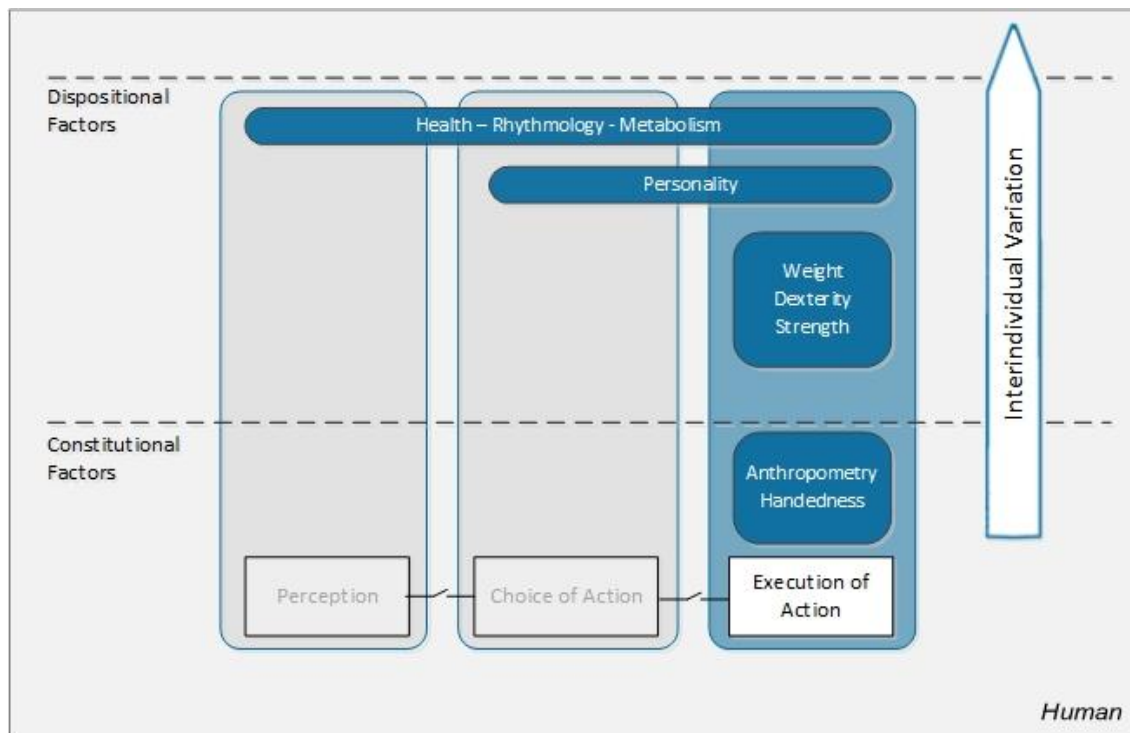 Dispositional
Factors
Health – Rhythmology - Metabolism
Personality
Weight
Dexterity
Strength
Interindividual Variation
Constitutional
Factors
Anthropometry
Handedness
Perception
Choice of Action
Execution of
Action
Human